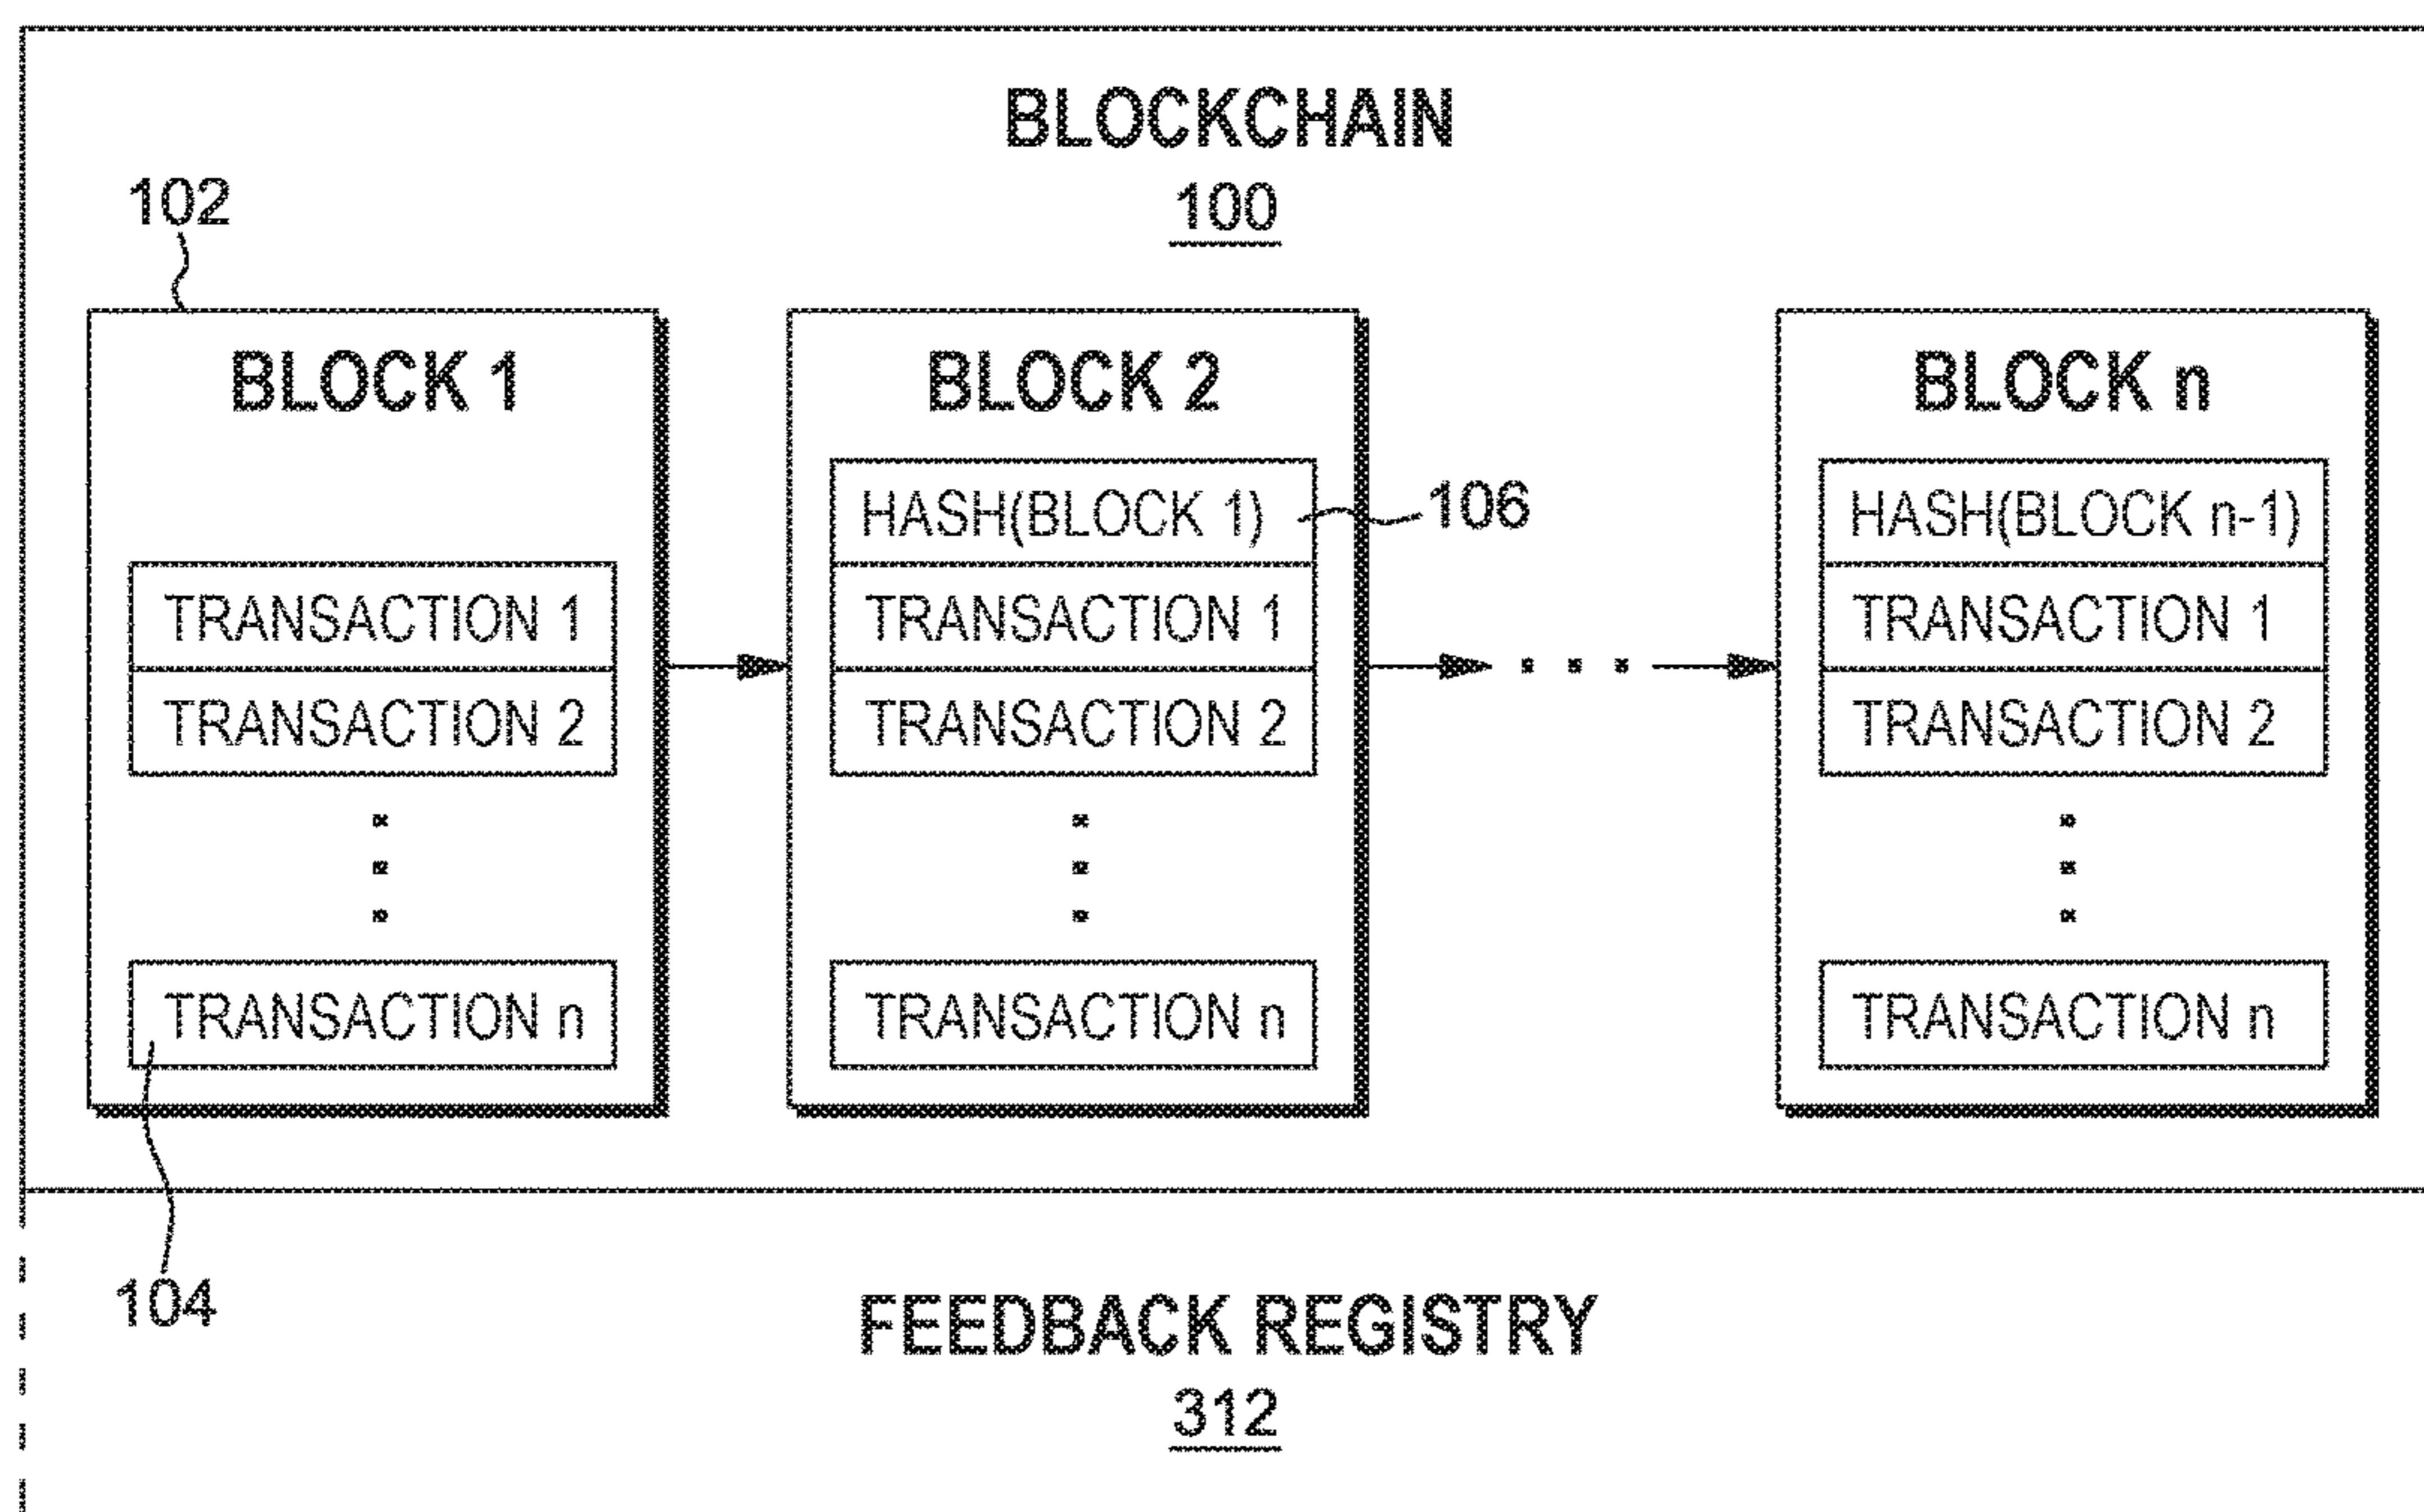 BLOCKCHAIN
100
102
BLOCK 1
TRANSACTION 1
TRANSACTION 2
TRANSACTION n
104
BLOCK 2
HASH(BLOCK 1)
106
TRANSACTION 1
TRANSACTION 2
TRANSACTION n
BLOCK n
HASH(BLOCK n-1)
TRANSACTION 1
TRANSACTION 2
TRANSACTION n
FEEDBACK REGISTRY
312